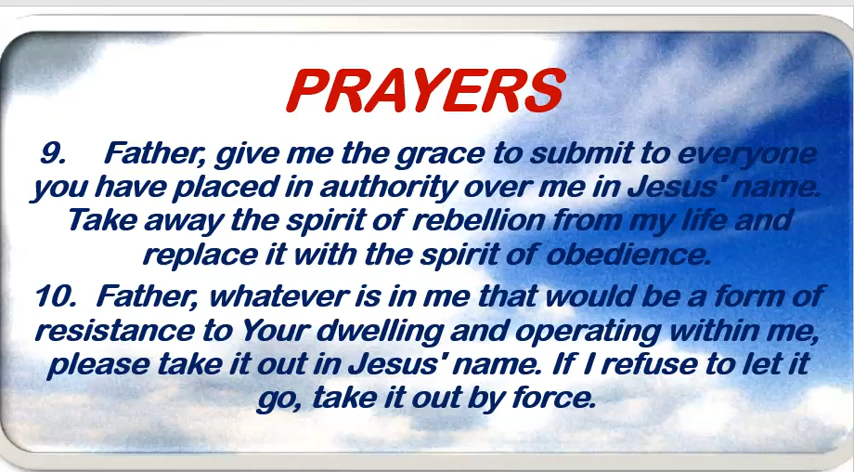 PRAYERS
9. Father, give me the grace to submit to everyone
you have placed in authority over me in Jesus' name.
Take away the spirit of rebellion from my life and
replace it with the spirit of obedience.
10. Father, whatever is in me that would be a form of
resistance to Your dwelling and operating within me,
please take it out in Jesus' name. If I refuse to let it
go, take it out by force.